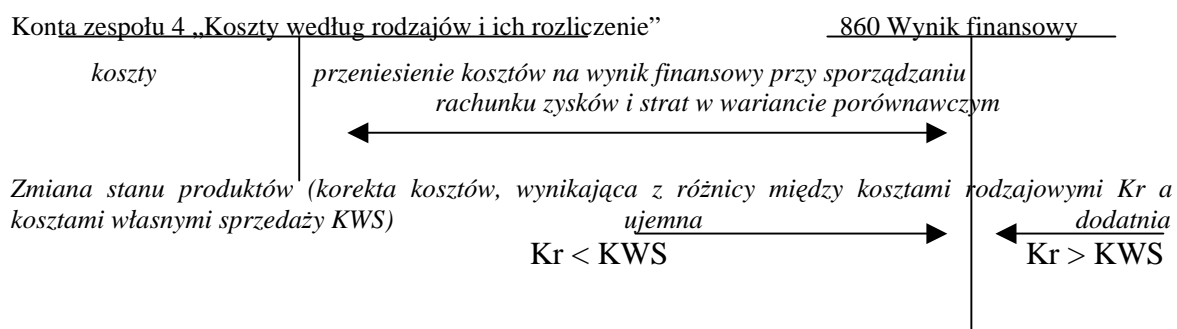 Konta zespołu 4 „Koszty według rodzajów i ich rozliczenie” 860 Wynik finansowy
koszty przeniesienie kosztów na wynik finansowy przy sporządzaniu
rachunku zysków i strat w wariancie porównawczym
Zmiana stanu produktów (korekta kosztów, wynikająca z różnicy między kosztami rodzajowymi Kr a
kosztami własnymi sprzedaży KWS) ujemna dodatnia
Kr < KWS Kr > KWS